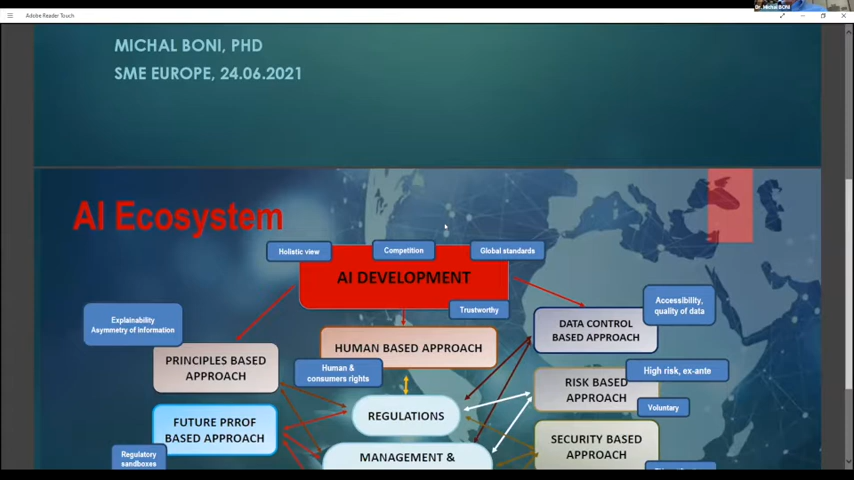 Adobe Reader Touch
Dr. Michał BONI
MICHAL BONI, PHD
SME EUROPE, 24.06.2021
AI Ecosystem
Holistic view
Competition
Global standards
AI DEVELOPMENT
Trustworthy
Accessibility,
quality of data
Explainability
Asymmetry of information
DATA CONTROL
BASED APPROACH
HUMAN BASED APPROACH
PRINCIPLES BASED
APPROACH
Human &
consumers rights
High risk, ex-ante
RISK BASED
APPROACH
Voluntary
REGULATIONS
FUTURE PRROF
BASED APPROACH
SECURITY BASED
APPROACH
Regulatory
sandboxes
MANAGEMENT &